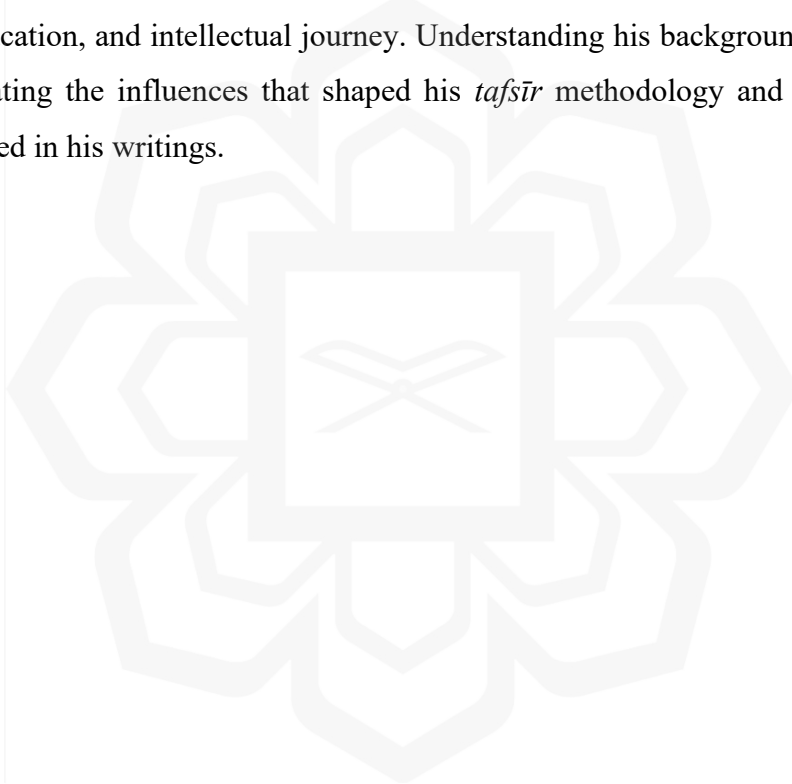 cation, and intellectual journey. Understanding his backgroun
ting the influences that shaped his tafsīr methodology and
ed in his writings.